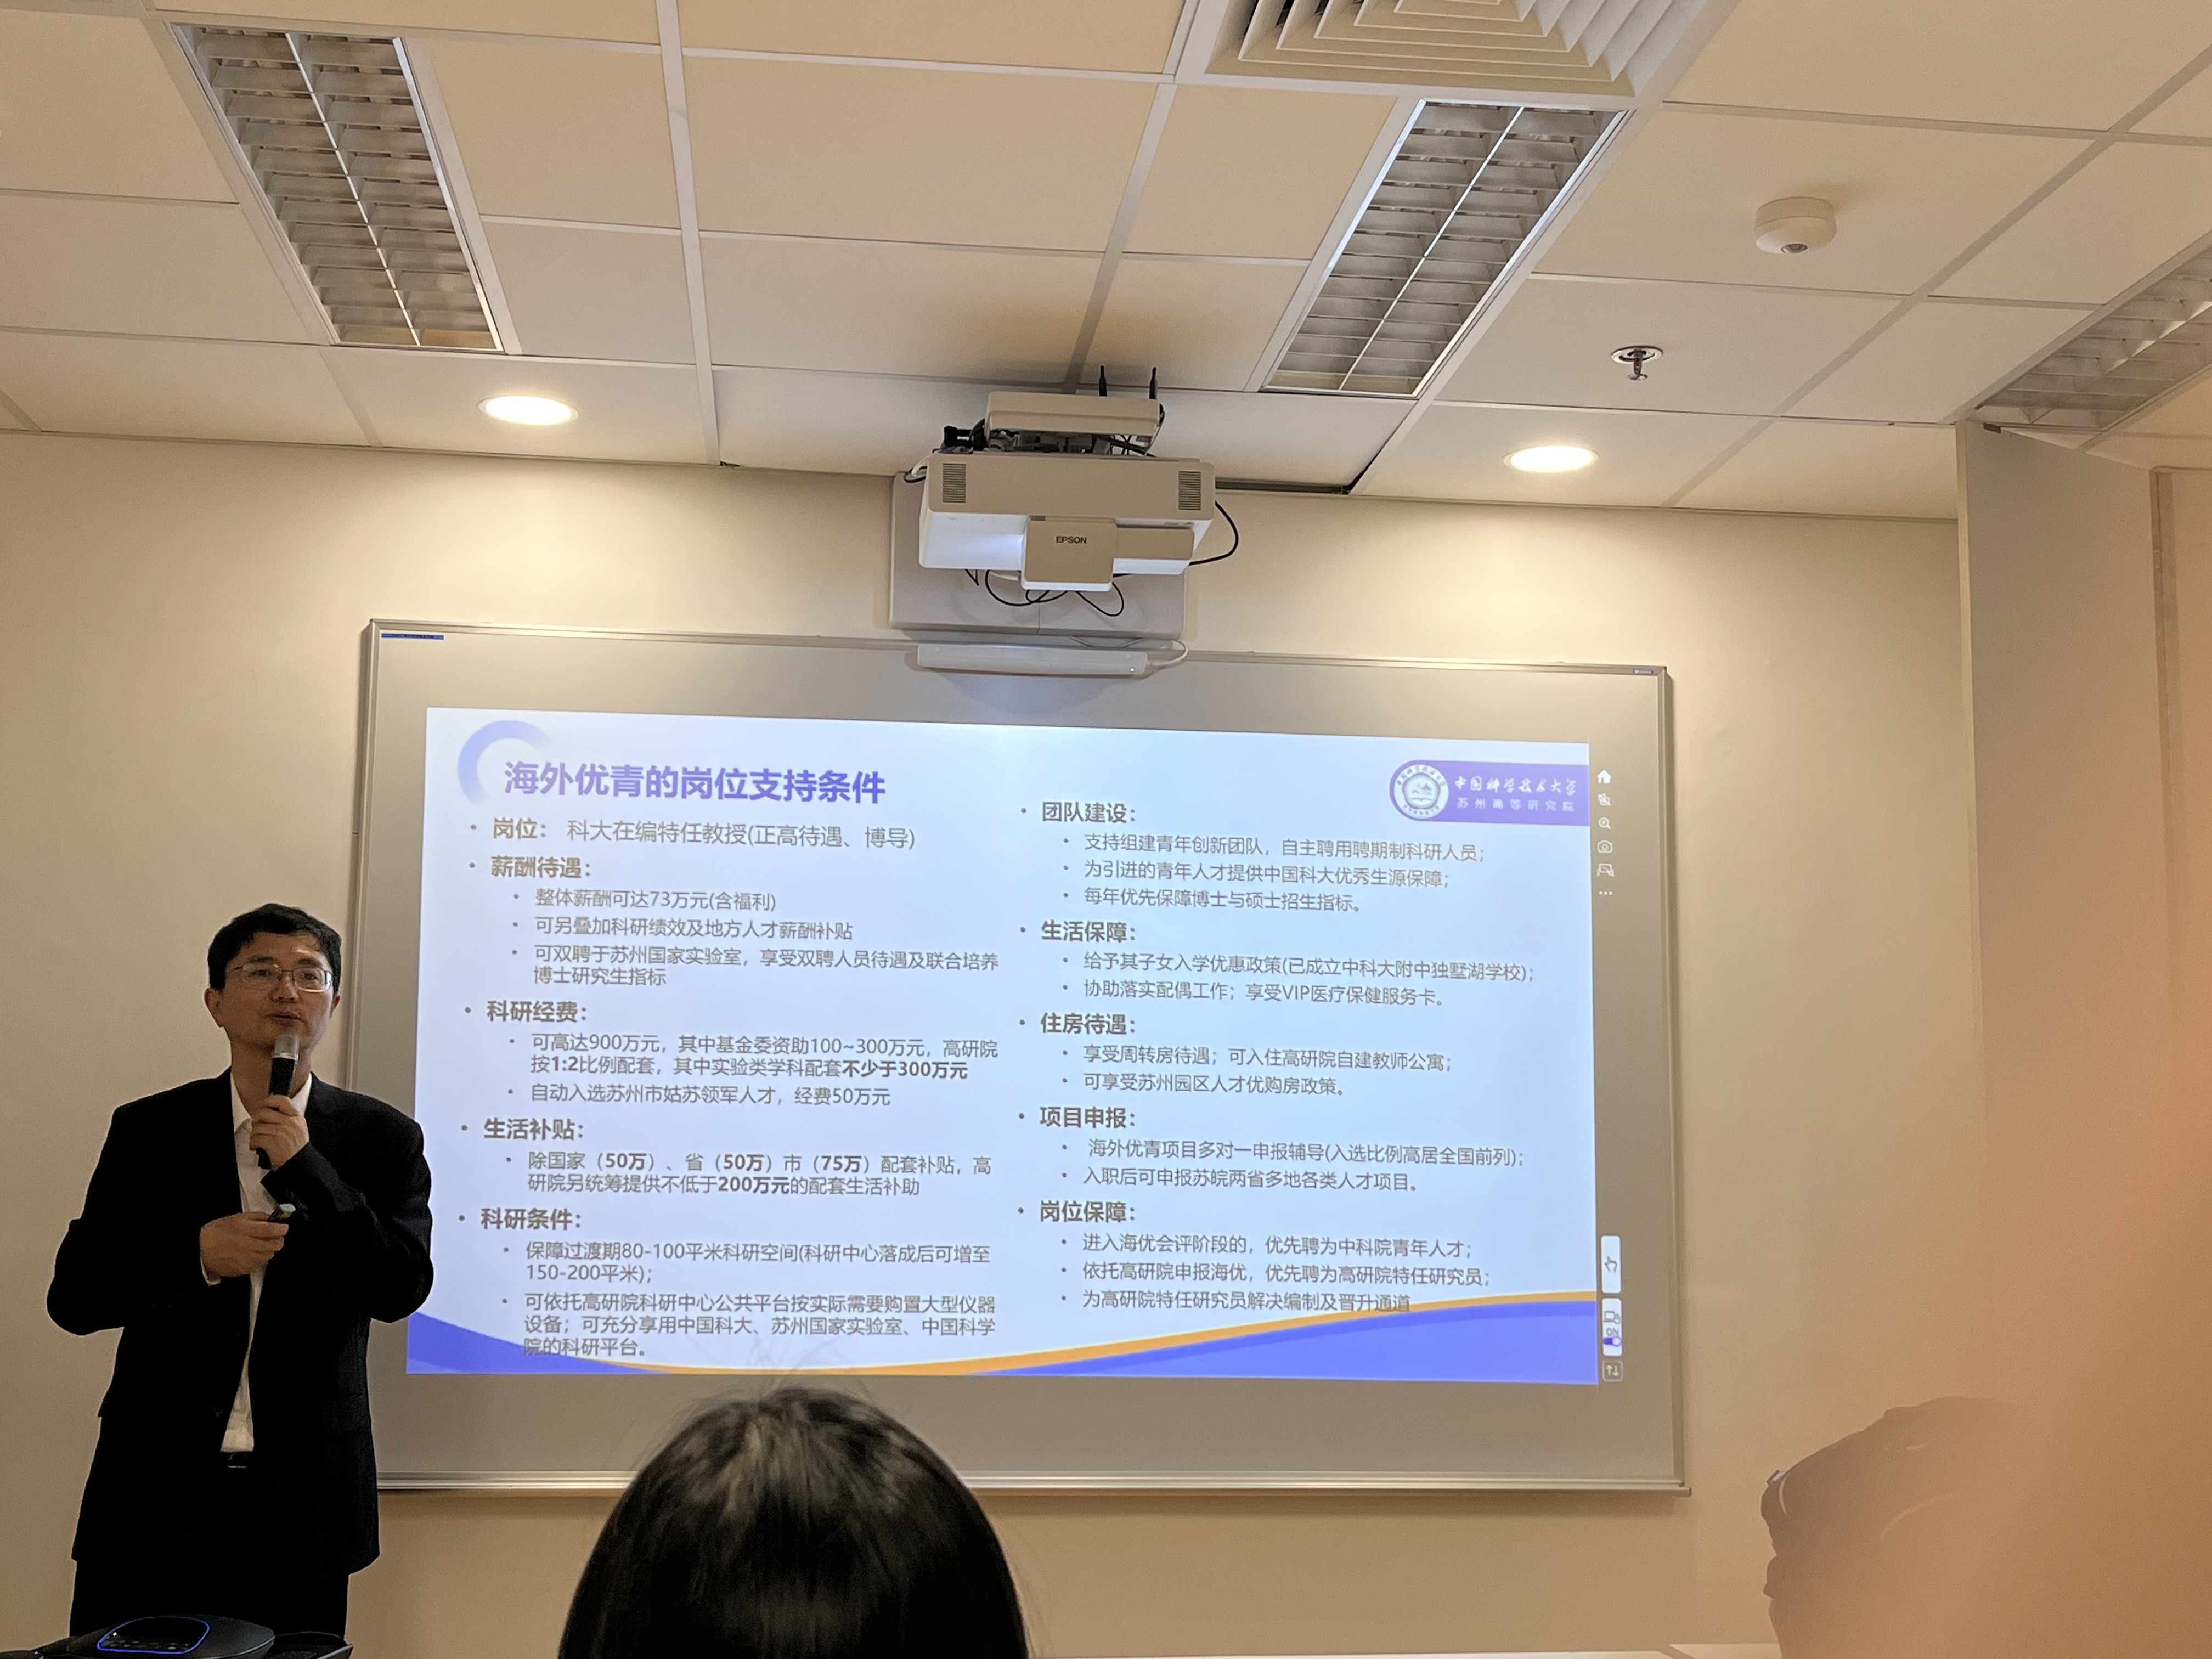 EPSON
海外优青的岗位支持条件
中国科学技术大学
苏州高等研究院
• 岗位： 科大在编特任教授(正高待遇、博导)
• 薪酬待遇：
• 整体薪酬可达73万元(含福利)
• 可另叠加科研绩效及地方人才薪酬补贴
• 可双聘于苏州国家实验室，享受双聘人员待遇及联合培养
博士研究生指标
• 科研经费：
• 可高达900万元，其中基金委资助100~300万元，高研院
按1:2比例配套，其中实验类学科配套不少于300万元
• 自动入选苏州市姑苏领军人才，经费50万元
• 生活补贴：
• 除国家（50万）、省（50万）市（75万）配套补贴，高
研院另统筹提供不低于200万元的配套生活补助
• 科研条件：
• 保障过渡期80-100平米科研空间(科研中心落成后可增至
150-200平米)；
• 可依托高研院科研中心公共平台按实际需要购置大型仪器
设备；可充分享用中国科大、苏州国家实验室、中国科学
院的科研平台。
• 团队建设：
• 支持组建青年创新团队，自主聘用聘期制科研人员；
• 为引进的青年人才提供中国科大优秀生源保障；
• 每年优先保障博士与硕士招生指标。
• 生活保障：
• 给予其子女入学优惠政策(已成立中科大附中独墅湖学校)；
• 协助落实配偶工作；享受VIP医疗保健服务卡。
• 住房待遇：
• 享受周转房待遇；可入住高研院自建教师公寓；
• 可享受苏州园区人才优购房政策。
• 项目申报：
• 海外优青项目多对一申报辅导(入选比例高居全国前列)；
• 入职后可申报苏皖两省多地各类人才项目。
• 岗位保障：
• 进入海优会评阶段的，优先聘为中科院青年人才；
• 依托高研院申报海优，优先聘为高研院特任研究员；
• 为高研院特任研究员解决编制及晋升通道